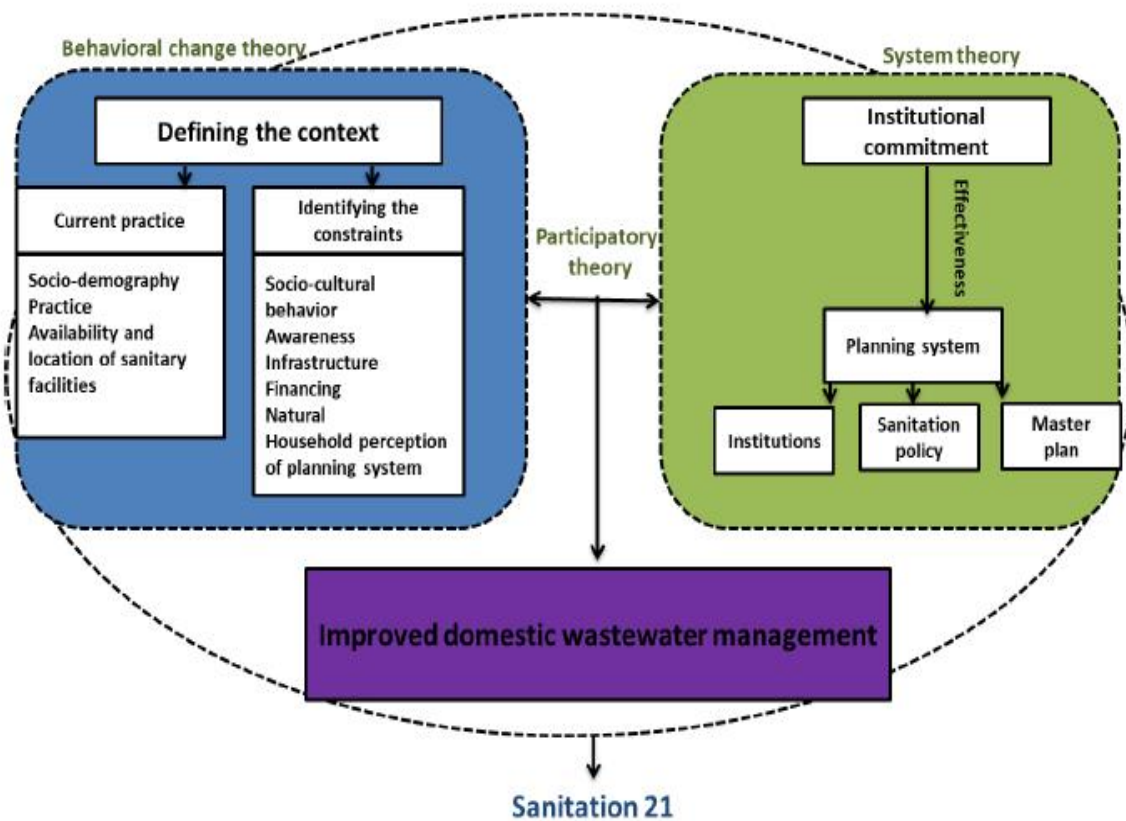 Behavioral change theory
Defining the context
Current practice
Socio-demography
Practice
Availability and
location of sanitary
facilities
Identifying the
constraints
Socio-cultural
behavior
Awareness
Infrastructure
Financing
Natural
Household perception
of planning system
Participatory
theory
System theory
Institutional
commitment
Effectiveness
Planning system
Institutions
Sanitation
policy
Master
plan
Improved domestic wastewater management
Sanitation 21